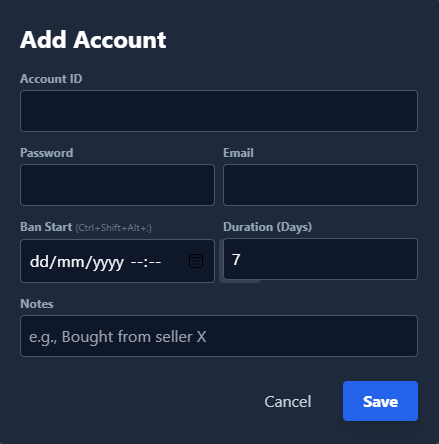 Add Account
Account ID
Password Email
Ban Start (Ctrl+Shift+Alt+;) Duration (Days)
dd/mm/yyyy --:-- 7
Notes
e.g., Bought from seller X
Cancel Save